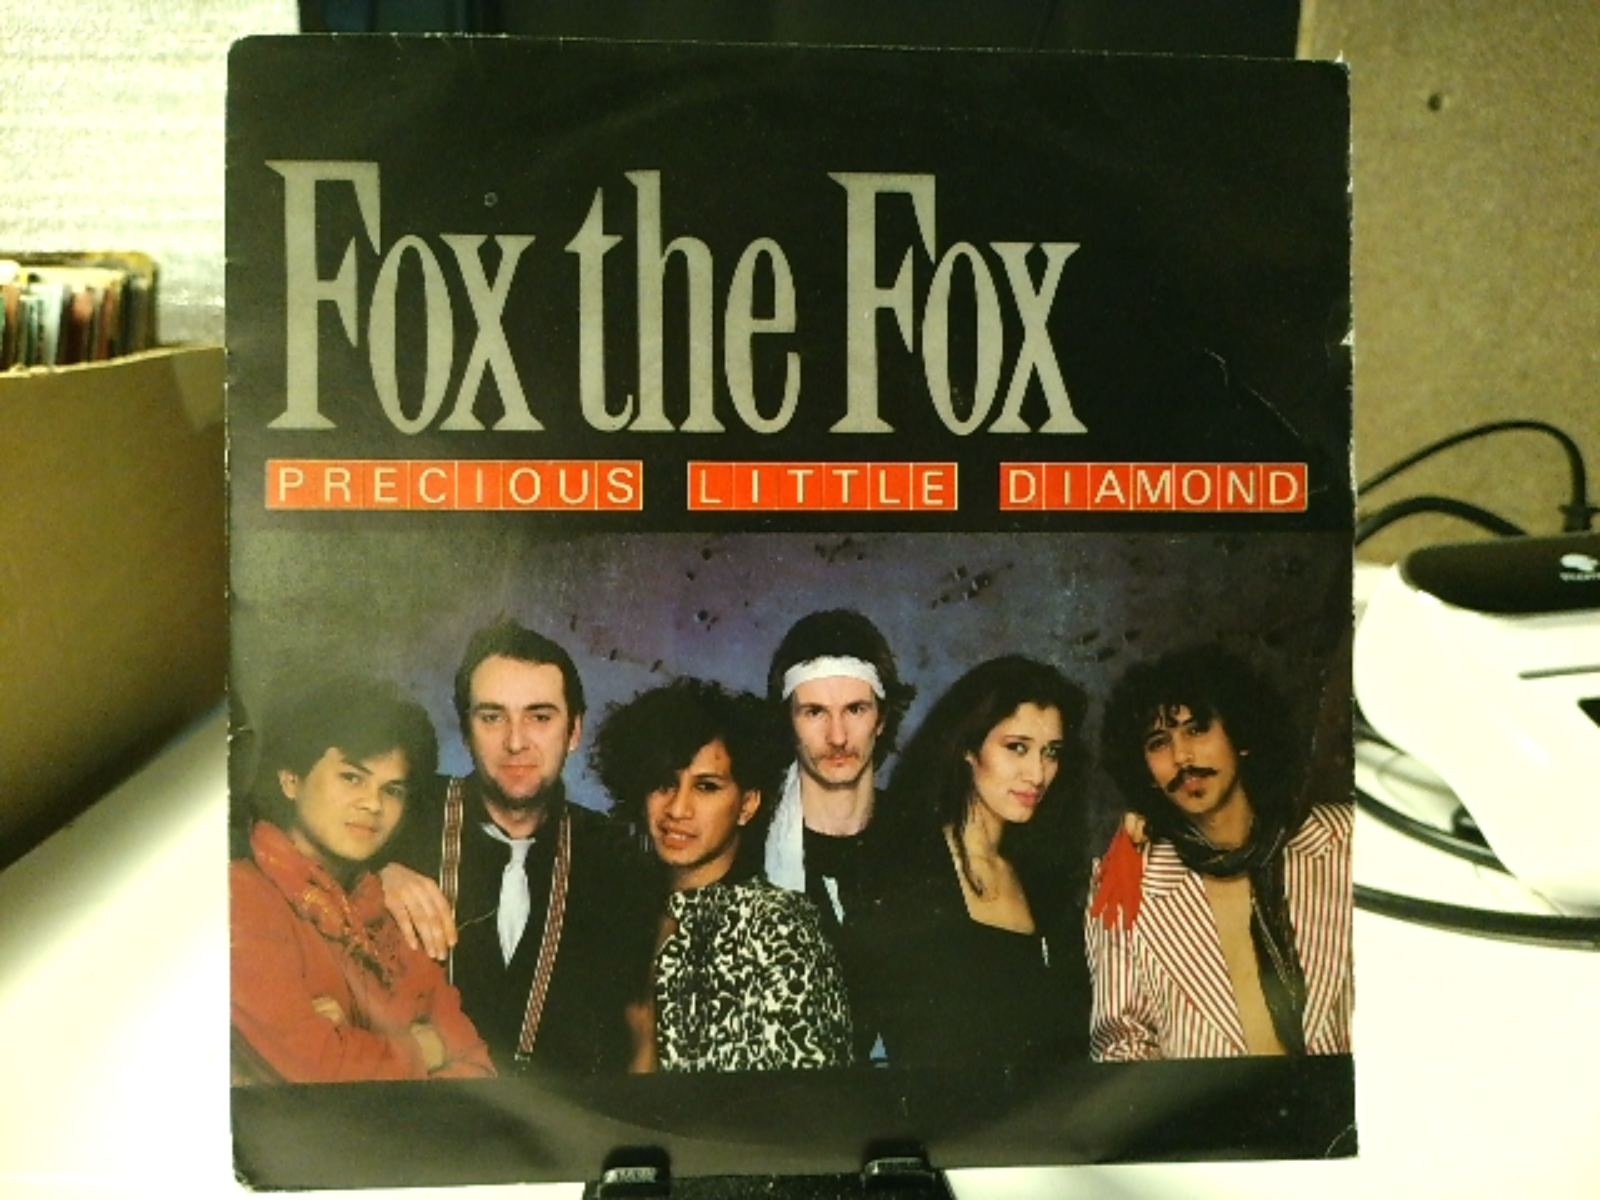 Fox the Fox
PRECIOUS LITTLE DIAMOND